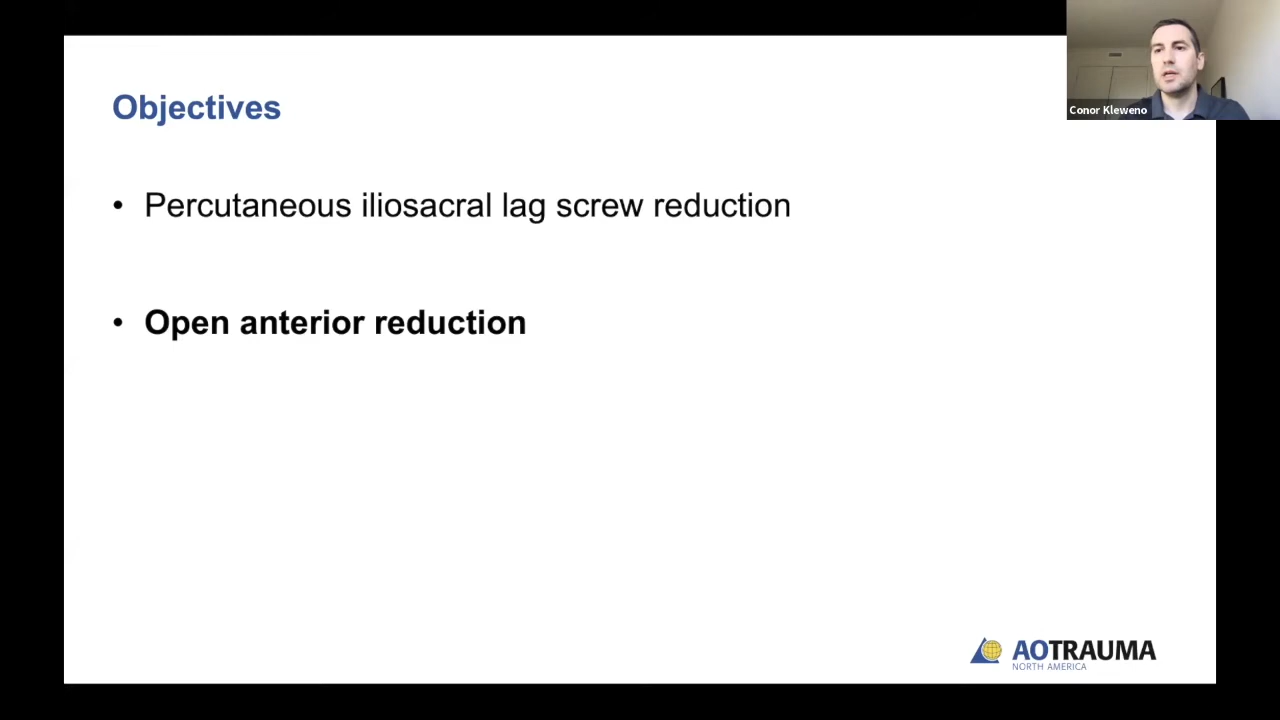 Objectives
• Percutaneous iliosacral lag screw reduction
• Open anterior reduction
Conor Kleweno
AOTRAUMA
NORTH AMERICA